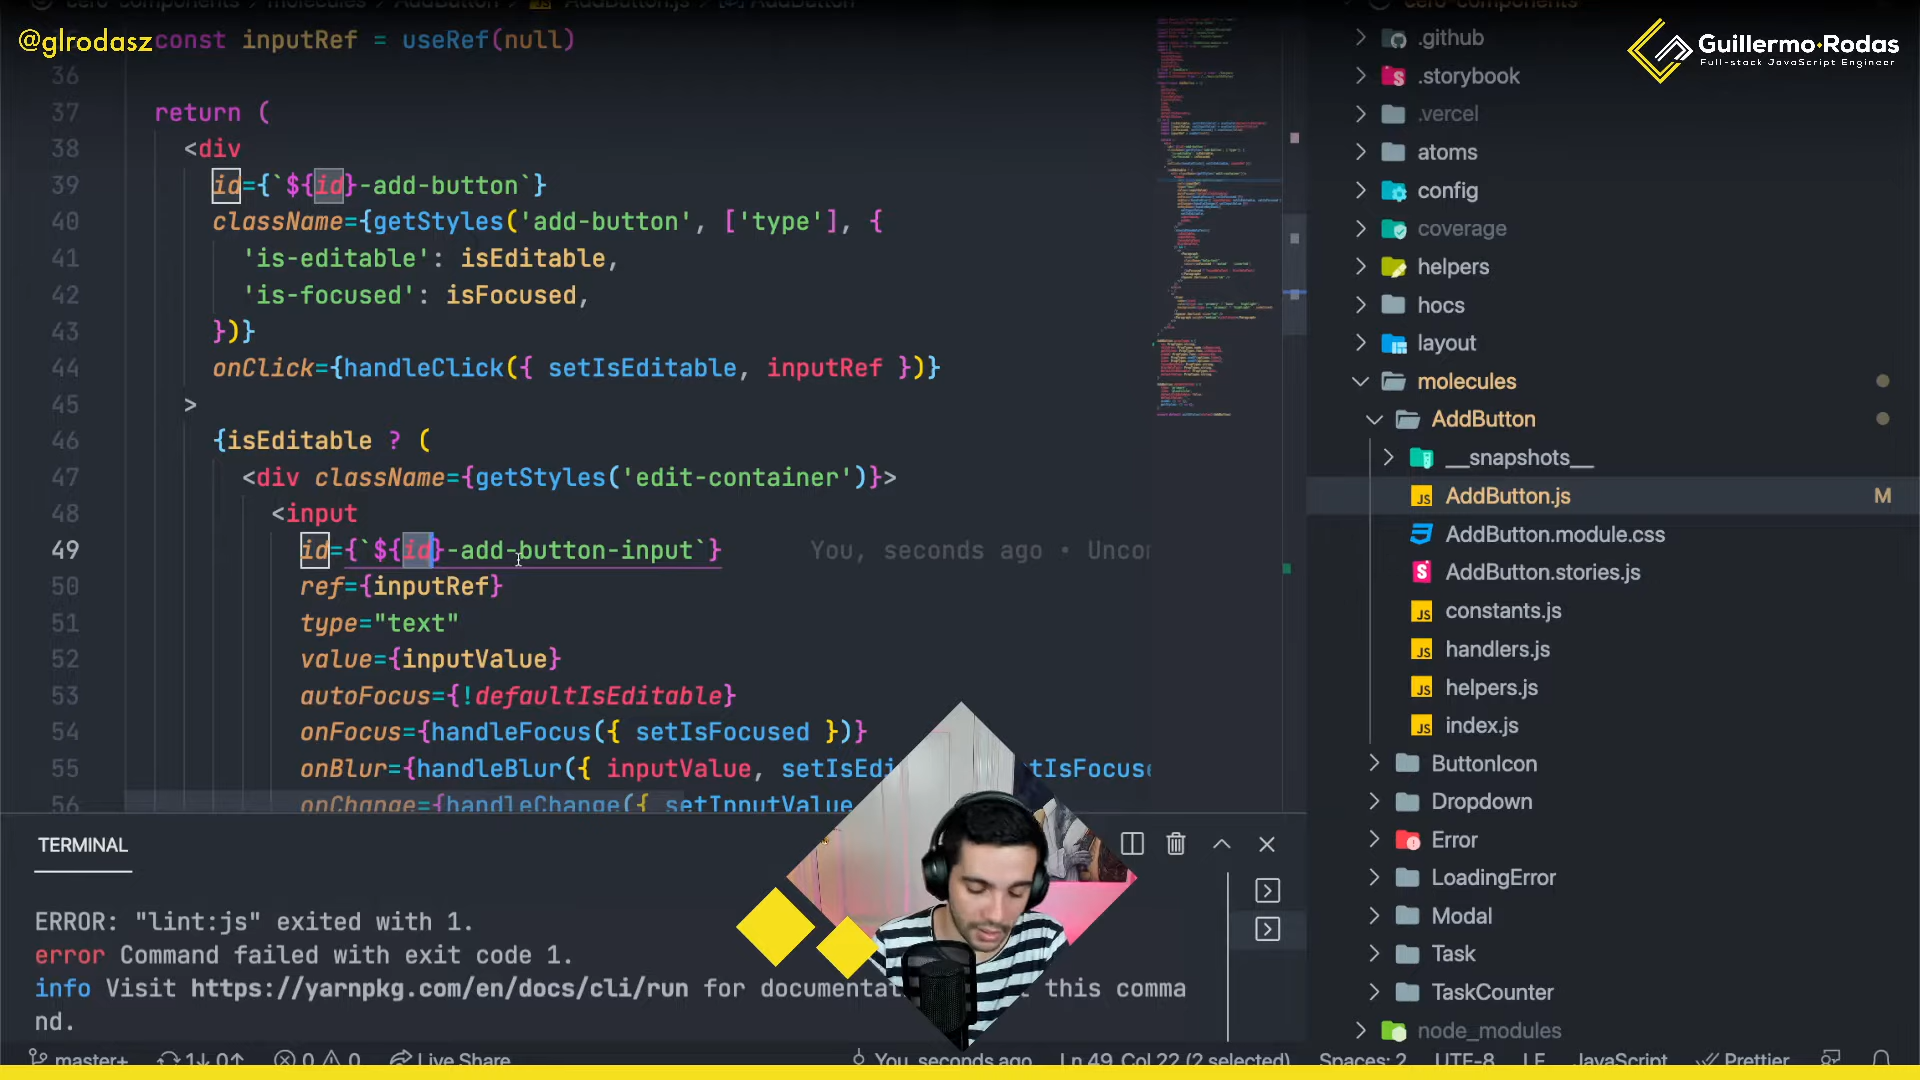 @glrodasz
const inputRef = useRef(null)
Guillermo Rodas
Full-stack JavaScript Engineer
36
37 return (
38 <div
39 id={`${id}-add-button`}
40 className={getStyles('add-button', ['type'], {
41 'is-editable': isEditable,
42 'is-focused': isFocused,
43 })}
44 onClick={handleClick({ setIsEditable, inputRef })}
45 >
46 {isEditable ? (
47 <div className={getStyles('edit-container')}>
48 <input
49 id={`${id}-add-button-input`} You, seconds ago • Uncon
50 ref={inputRef}
51 type="text"
52 value={inputValue}
53 autoFocus={!defaultIsEditable}
54 onFocus={handleFocus({ setIsFocused })}
55 onBlur={handleBlur({ inputValue, setIsEdi tIsFocuse
56 onChange={handleChange({ setInputValue
.github
.storybook
.vercel
atoms
config
coverage
helpers
hocs
layout
molecules
AddButton
__snapshots__
AddButton.js M
AddButton.module.css
AddButton.stories.js
constants.js
handlers.js
helpers.js
index.js
ButtonIcon
Dropdown
Error
LoadingError
Modal
Task
TaskCounter
node_modules
TERMINAL
ERROR: "lint:js" exited with 1.
error Command failed with exit code 1.
info Visit https://yarnpkg.com/en/docs/cli/run for documentat this comma
nd.
master+ 1↓ 0↑ 0 0 Live Share You, seconds ago Ln 49, Col 22 (2 selected) Spaces: 2 UTF-8 LF JavaScript Prettier